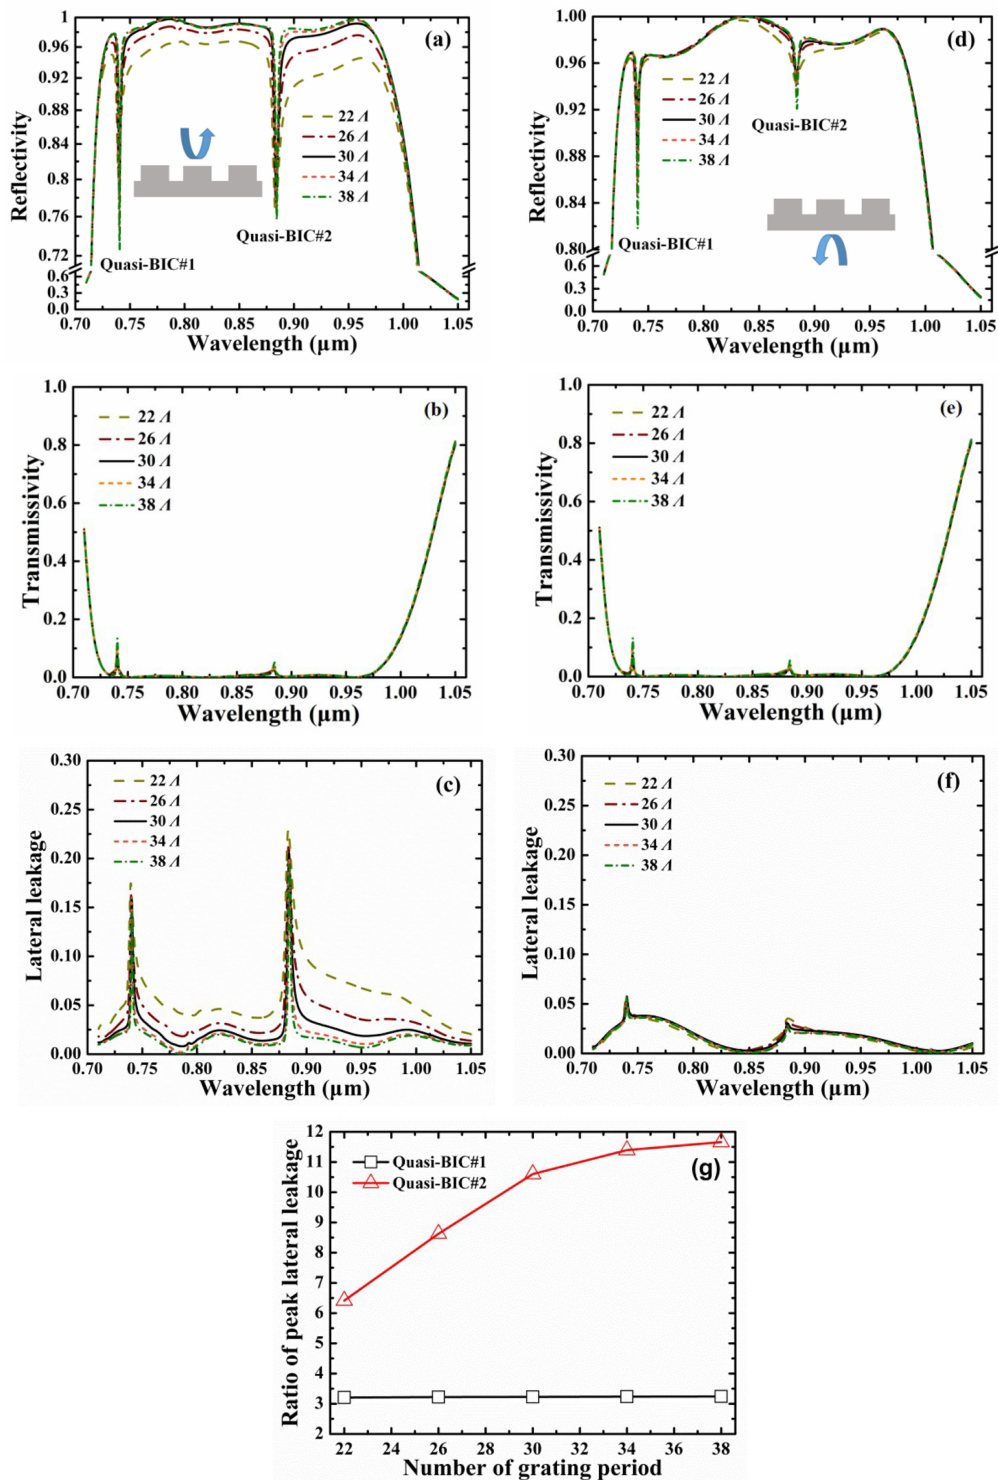 (a)
Reflectivity
1.00
0.96
0.92
0.88
0.84
0.80
0.76
0.72
0.6
0.3
0.0
22 Λ
26 Λ
30 Λ
34 Λ
38 Λ
Quasi-BIC#1
Quasi-BIC#2
0.70 0.75 0.80 0.85 0.90 0.95 1.00 1.05
Wavelength (μm)
(d)
Reflectivity
1.00
0.96
0.92
0.88
0.84
0.80
0.6
0.4
0.2
0.0
22 Λ
26 Λ
30 Λ
34 Λ
38 Λ
Quasi-BIC#2
Quasi-BIC#1
0.70 0.75 0.80 0.85 0.90 0.95 1.00 1.05
Wavelength (μm)
(b)
Transmissivity
1.0
0.8
0.6
0.4
0.2
0.0
22 Λ
26 Λ
30 Λ
34 Λ
38 Λ
0.70 0.75 0.80 0.85 0.90 0.95 1.00 1.05
Wavelength (μm)
(e)
Transmissivity
1.0
0.8
0.6
0.4
0.2
0.0
22 Λ
26 Λ
30 Λ
34 Λ
38 Λ
0.70 0.75 0.80 0.85 0.90 0.95 1.00 1.05
Wavelength (μm)
(c)
Lateral leakage
0.30
0.25
0.20
0.15
0.10
0.05
0.00
22 Λ
26 Λ
30 Λ
34 Λ
38 Λ
0.70 0.75 0.80 0.85 0.90 0.95 1.00 1.05
Wavelength (μm)
(f)
Lateral leakage
0.30
0.25
0.20
0.15
0.10
0.05
0.00
22 Λ
26 Λ
30 Λ
34 Λ
38 Λ
0.70 0.75 0.80 0.85 0.90 0.95 1.00 1.05
Wavelength (μm)
(g)
Ratio of peak lateral leakage
12
11
10
9
8
7
6
5
4
3
2
Quasi-BIC#1
Quasi-BIC#2
22 24 26 28 30 32 34 36 38
Number of grating period